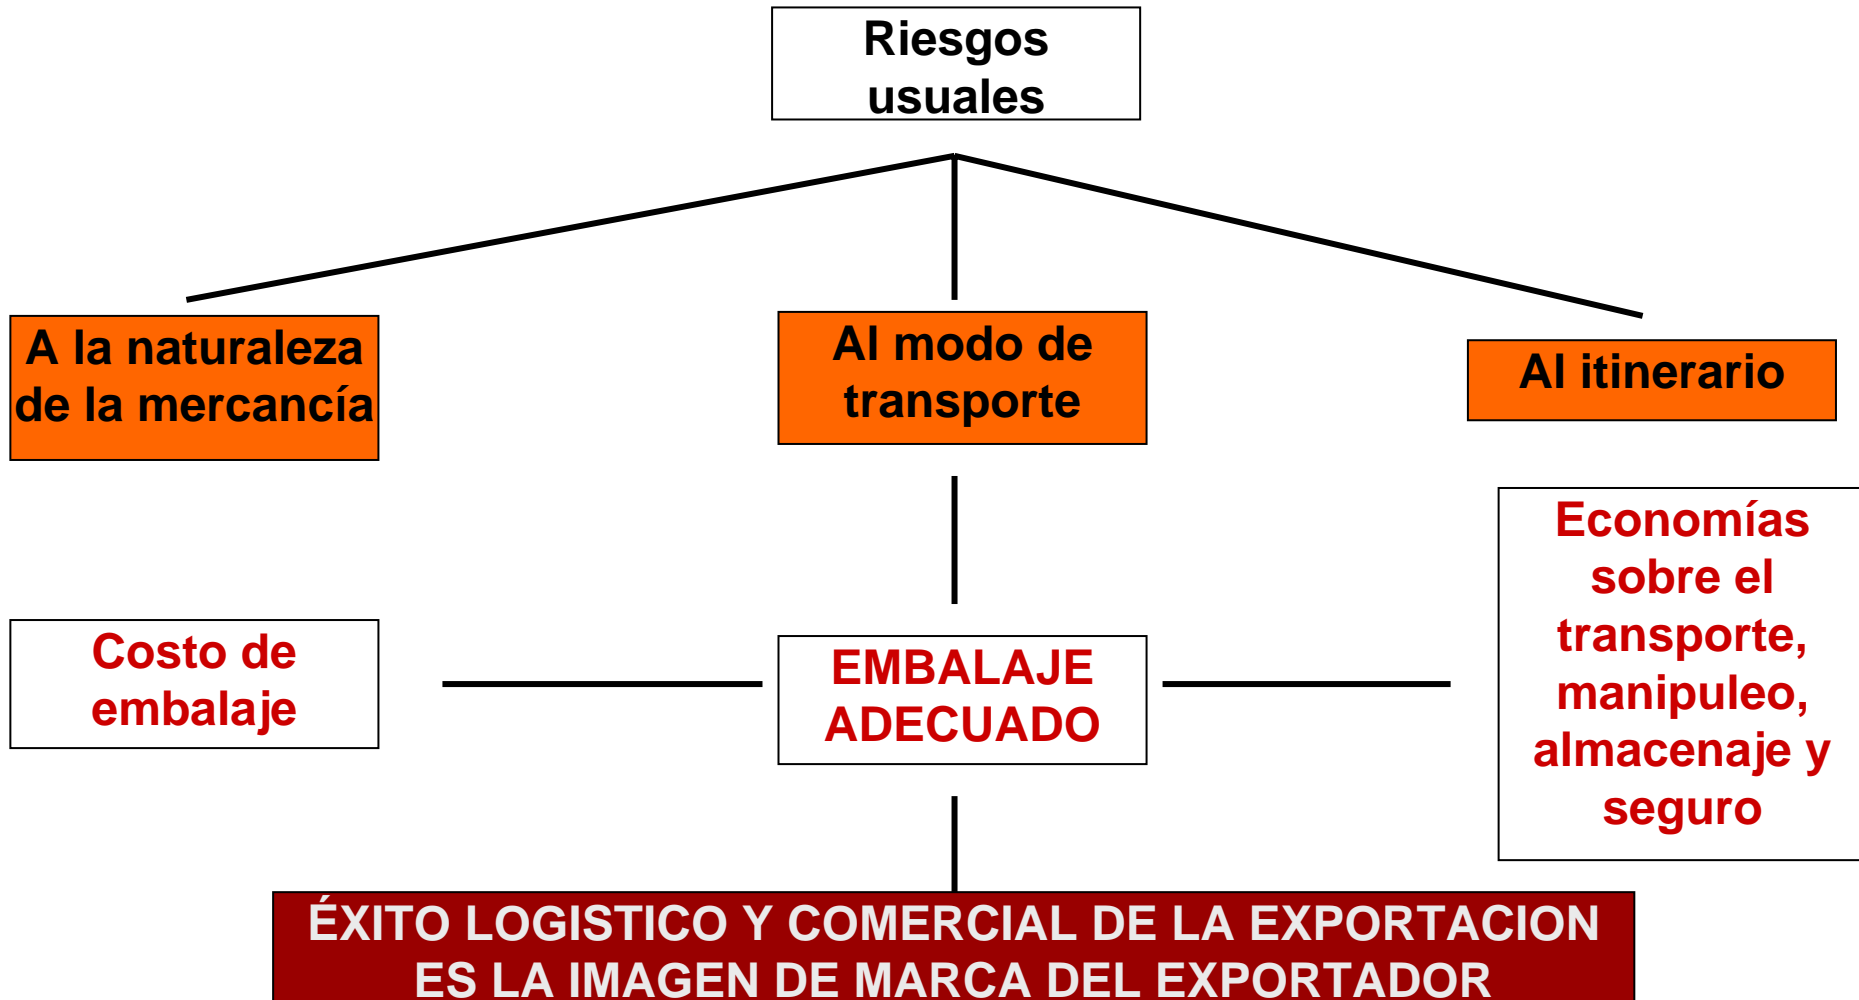 Riesgos
usuales
A la naturaleza
de la mercancía
Al modo de
transporte
Al itinerario
Costo de
embalaje
EMBALAJE
ADECUADO
Economías
sobre el
transporte,
manipuleo,
almacenaje y
seguro
ÉXITO LOGISTICO Y COMERCIAL DE LA EXPORTACION
ES LA IMAGEN DE MARCA DEL EXPORTADOR